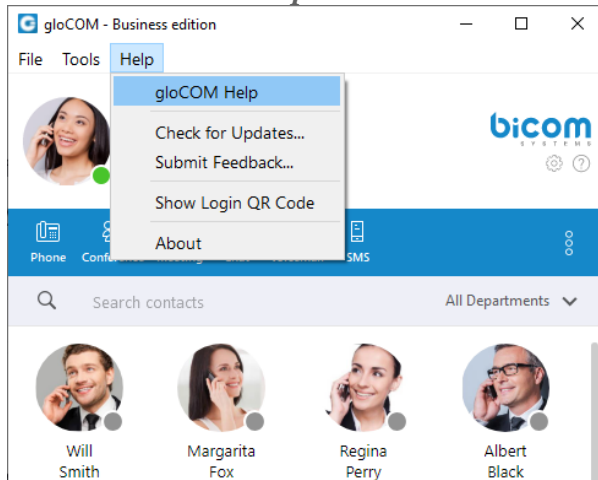 gloCOM - Business edition
File Tools Help
gloCOM Help
Check for Updates...
Submit Feedback...
Show Login QR Code
About
bicom
SYSTEMS
Phone
SMS
Search contacts
All Departments
Will
Smith
Margarita
Fox
Regina
Perry
Albert
Black